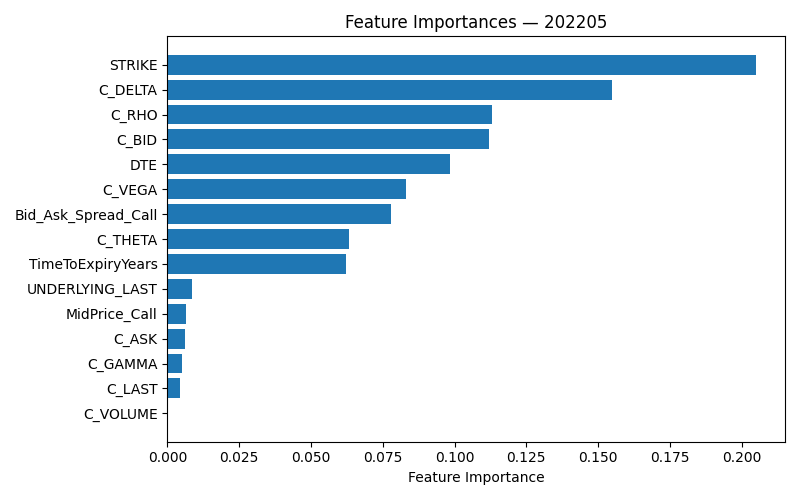 Feature Importances — 202205
STRIKE
C_DELTA
C_RHO
C_BID
DTE
C_VEGA
Bid_Ask_Spread_Call
C_THETA
TimeToExpiryYears
UNDERLYING_LAST
MidPrice_Call
C_ASK
C_GAMMA
C_LAST
C_VOLUME
0.000 0.025 0.050 0.075 0.100 0.125 0.150 0.175 0.200
Feature Importance